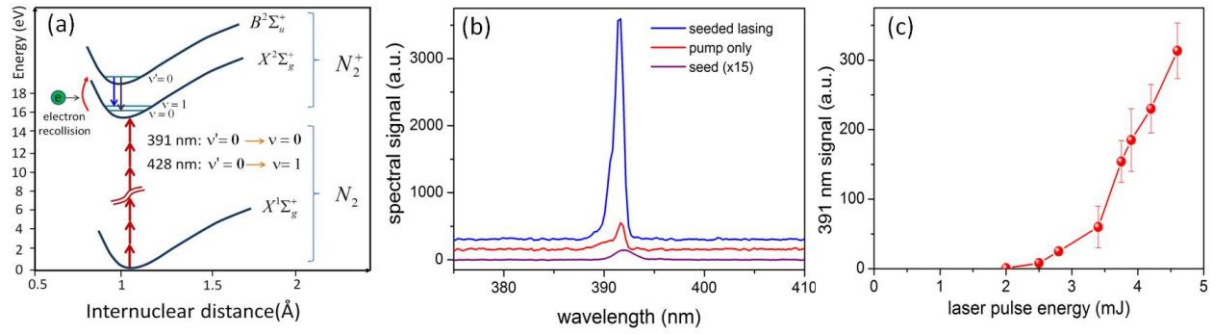 (a)
Energy (eV)
18
16
14
12
10
8
6
4
2
0
0.5
1
1.5
2
Internuclear distance(Å)
B²Σᵤ⁺
X²Σg⁺
N₂⁺
ν'= 0
ν = 1
ν = 0
e
electron
recollision
391 nm: ν'= 0 → ν = 0
428 nm: ν'= 0 → ν = 1
N₂
X¹Σg⁺
(b)
seeded lasing
pump only
seed (x15)
spectral signal (a.u.)
3000
2000
1000
0
380
390
400
410
wavelength (nm)
(c)
391 nm signal (a.u.)
300
200
100
0
0
1
2
3
4
5
laser pulse energy (mJ)